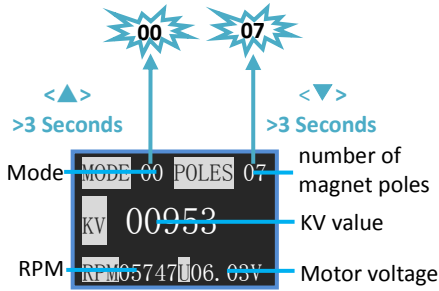 00 07
<▲> <▼>
>3 Seconds >3 Seconds
Mode MODE 00 POLES 07 number of
magnet poles
KV 00953 KV value
RPM RPM05747U06.03V Motor voltage